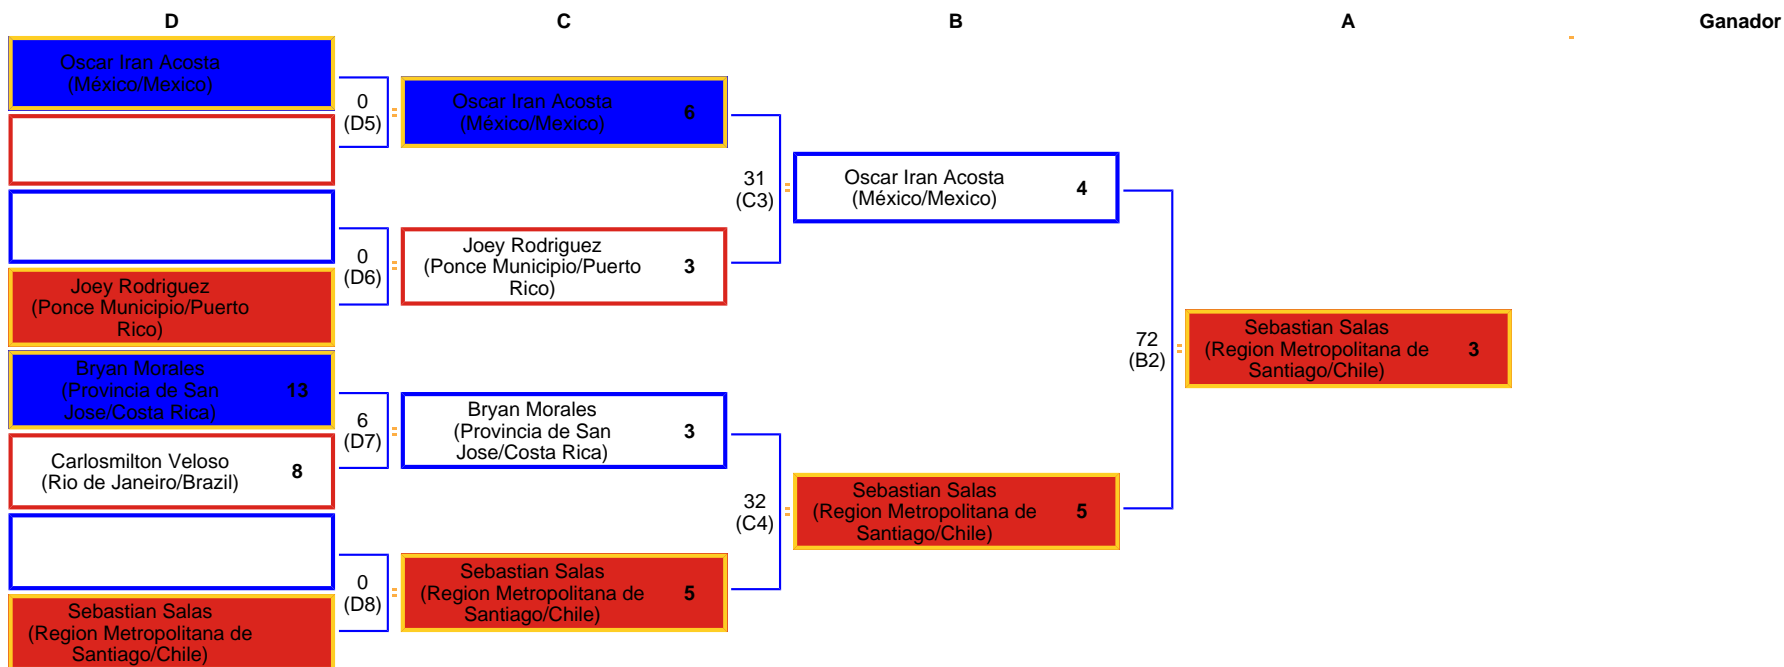 D C B A Ganador
Oscar Iran Acosta
(México/Mexico)
0
(D5)
Joey Rodriguez
(Ponce Municipio/Puerto
Rico)
0
(D6)
Bryan Morales
(Provincia de San
Jose/Costa Rica)
13
Carlosmilton Veloso
(Rio de Janeiro/Brazil)
8
6
(D7)
Sebastian Salas
(Region Metropolitana de
Santiago/Chile)
0
(D8)
Oscar Iran Acosta
(México/Mexico)
6
Joey Rodriguez
(Ponce Municipio/Puerto
Rico)
3
31
(C3)
Bryan Morales
(Provincia de San
Jose/Costa Rica)
3
Sebastian Salas
(Region Metropolitana de
Santiago/Chile)
5
32
(C4)
Oscar Iran Acosta
(México/Mexico)
4
Sebastian Salas
(Region Metropolitana de
Santiago/Chile)
5
72
(B2)
Sebastian Salas
(Region Metropolitana de
Santiago/Chile)
3